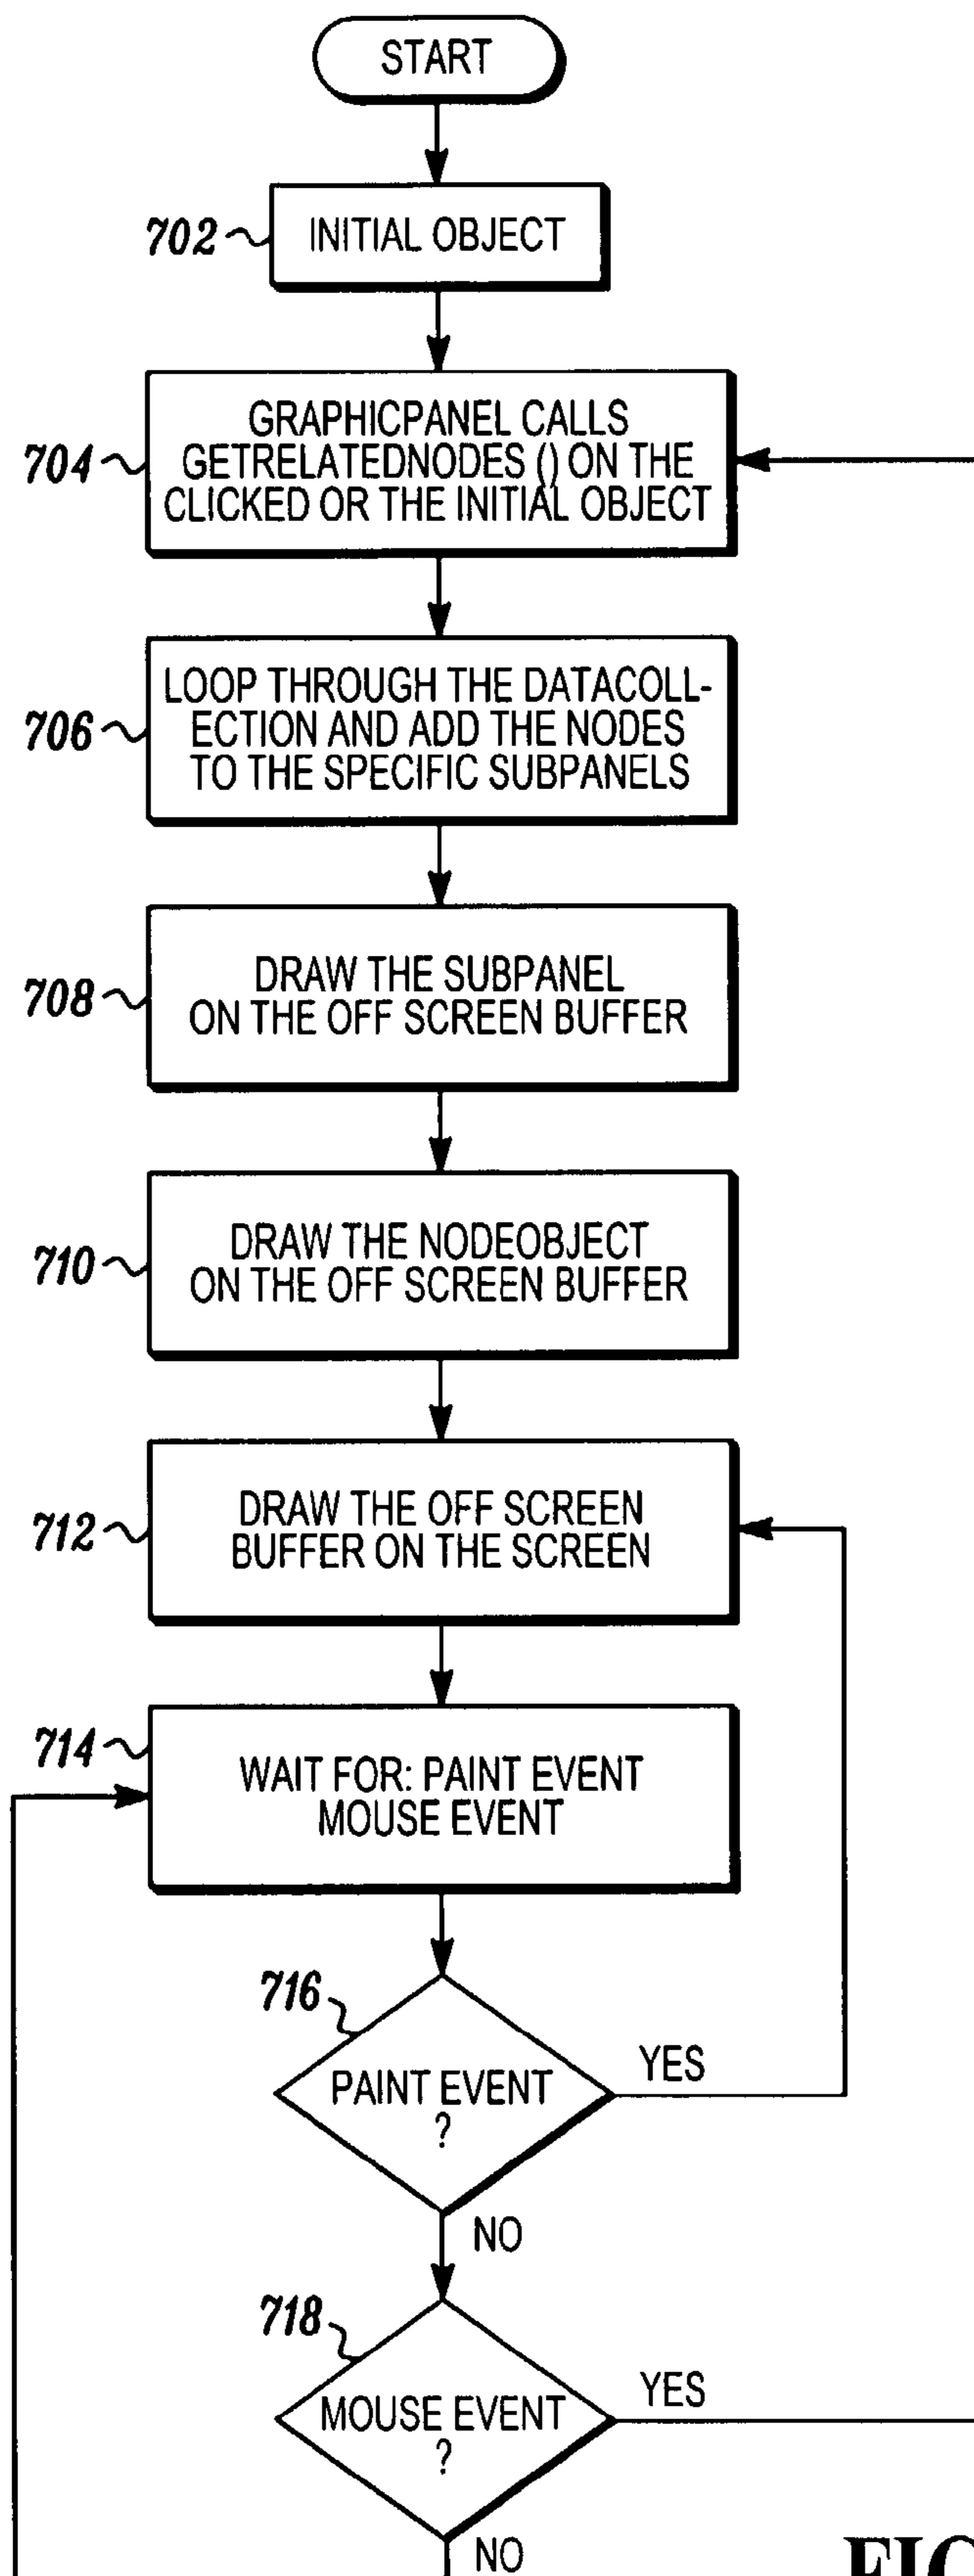 START
702
INITIAL OBJECT
704
GRAPHICPANEL CALLS
GETRELATEDNODES () ON THE
CLICKED OR THE INITIAL OBJECT
706
LOOP THROUGH THE DATACOLL-
ECTION AND ADD THE NODES
TO THE SPECIFIC SUBPANELS
708
DRAW THE SUBPANEL
ON THE OFF SCREEN BUFFER
710
DRAW THE NODEOBJECT
ON THE OFF SCREEN BUFFER
712
DRAW THE OFF SCREEN
BUFFER ON THE SCREEN
714
WAIT FOR: PAINT EVENT
MOUSE EVENT
716
PAINT EVENT
?
YES
NO
718
MOUSE EVENT
?
YES
NO